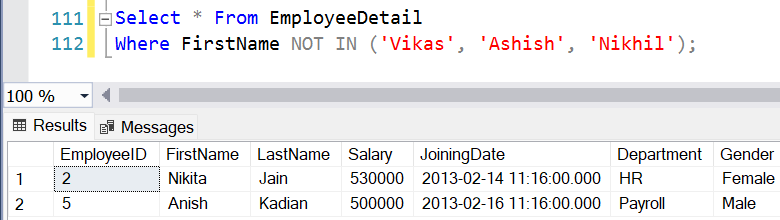 111 Select * From EmployeeDetail
112 Where FirstName NOT IN ('Vikas', 'Ashish', 'Nikhil');
100 %
Results Messages
EmployeeID FirstName LastName Salary JoiningDate Department Gender
1 2 Nikita Jain 530000 2013-02-14 11:16:00.000 HR Female
2 5 Anish Kadian 500000 2013-02-16 11:16:00.000 Payroll Male